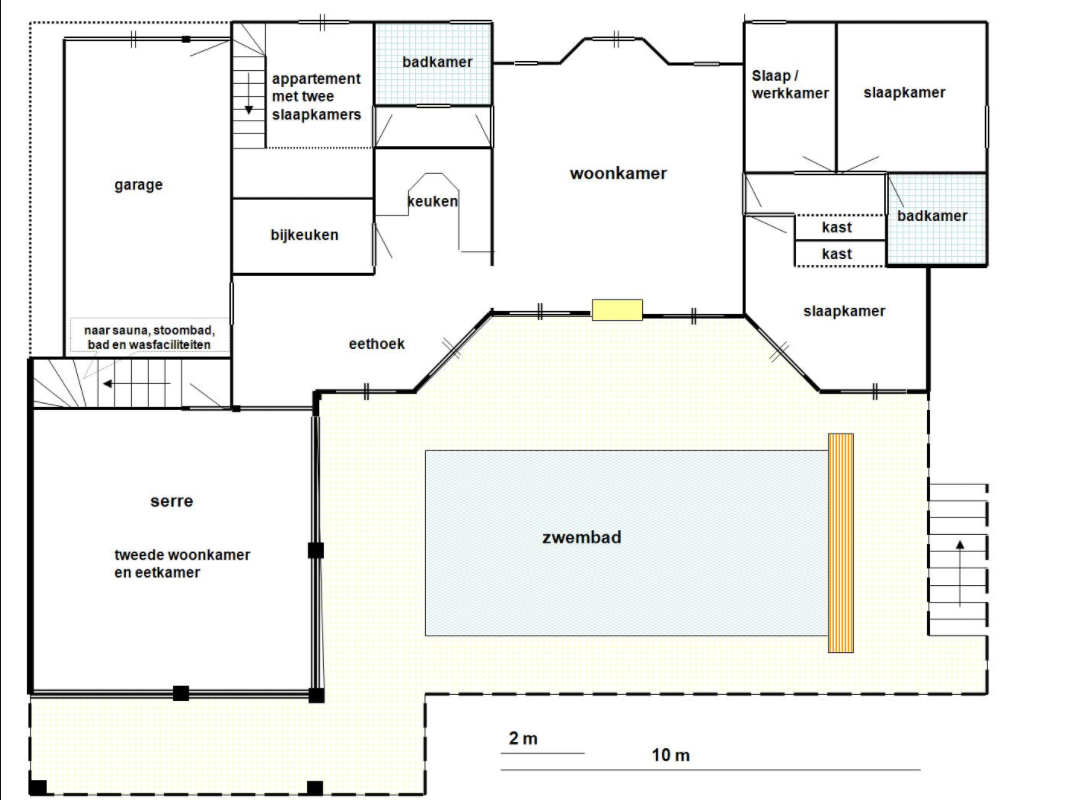 badkamer
appartement
met twee
slaapkamers
Slaap /
werkkamer
slaapkamer
garage
woonkamer
keuken
badkamer
bijkeuken
kast
kast
slaapkamer
naar sauna, stoombad,
bad en wasfaciliteiten
eethoek
serre
tweede woonkamer
en eetkamer
zwembad
2 m
10 m